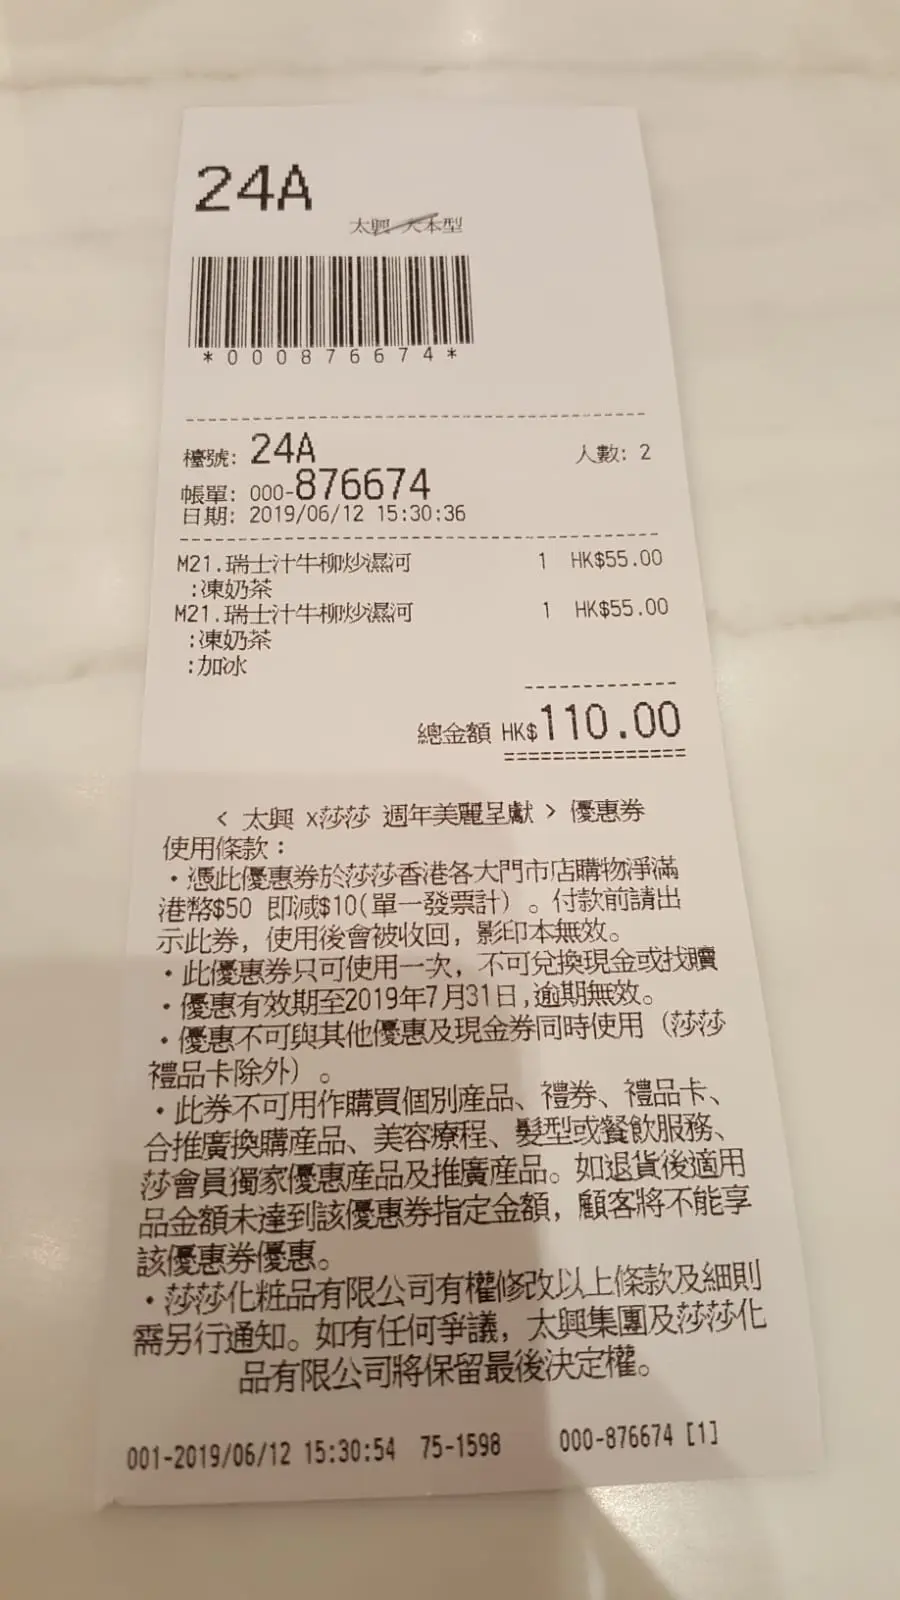 24A
太興 大本型
*000876674*
檯號: 24A 人數: 2
帳單: 000-876674
日期: 2019/06/12 15:30:36
M21.瑞士汁牛柳炒濕河 1 HK$55.00
:凍奶茶
M21.瑞士汁牛柳炒濕河 1 HK$55.00
:凍奶茶
:加冰
總金額 HK$110.00
< 太興 x莎莎 週年美麗呈獻 > 優惠券
使用條款:
・憑此優惠券於莎莎香港各大門市店購物淨滿
港幣$50 即減$10(單一發票計) 。付款前請出
示此券, 使用後會被收回, 影印本無效。
・此優惠券只可使用一次, 不可兌換現金或找贖
・優惠有效期至2019年7月31日,逾期無效。
・優惠不可與其他優惠及現金券同時使用 (莎莎
禮品卡除外) 。
・此券不可用作購買個別產品、禮券、禮品卡、
合推廣換購產品、美容療程、髮型或餐飲服務、
莎會員獨家優惠產品及推廣產品。如退貨後適用
品金額未達到該優惠券指定金額, 顧客將不能享
該優惠券優惠。
・莎莎化粧品有限公司有權修改以上條款及細則
需另行通知。如有任何爭議, 太興集團及莎莎化
品有限公司將保留最後決定權。
001-2019/06/12 15:30:54 75-1598 000-876674 [1]